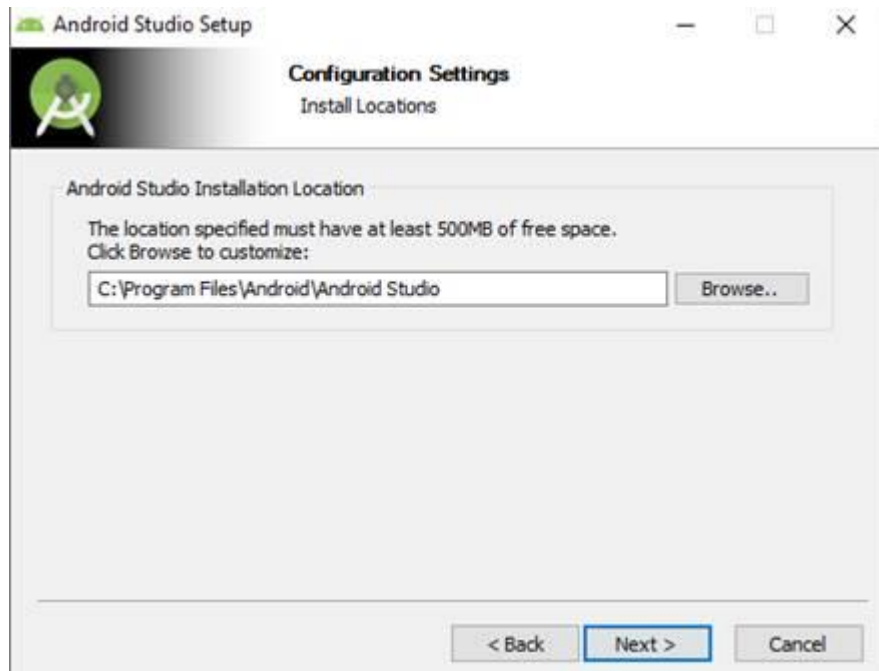 Android Studio Setup
Configuration Settings
Install Locations
Android Studio Installation Location
The location specified must have at least 500MB of free space.
Click Browse to customize:
C:\Program Files\Android\Android Studio
Browse..
< Back
Next >
Cancel